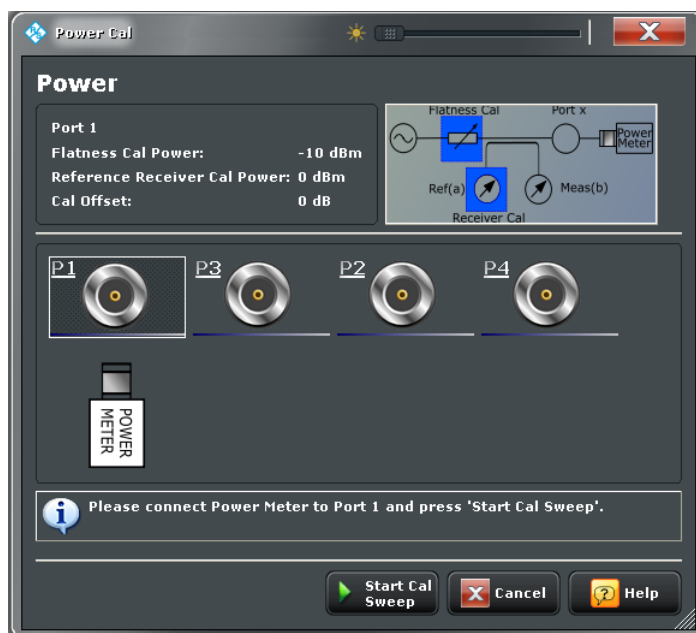 Power Cal
Power
Port 1
Flatness Cal Power: -10 dBm
Reference Receiver Cal Power: 0 dBm
Cal Offset: 0 dB
Flatness Cal
Port x
Power
Meter
Ref(a)
Meas(b)
Receiver Cal
P1
P3
P2
P4
POWER
METER
Please connect Power Meter to Port 1 and press 'Start Cal Sweep'.
Start Cal
Sweep
Cancel
Help